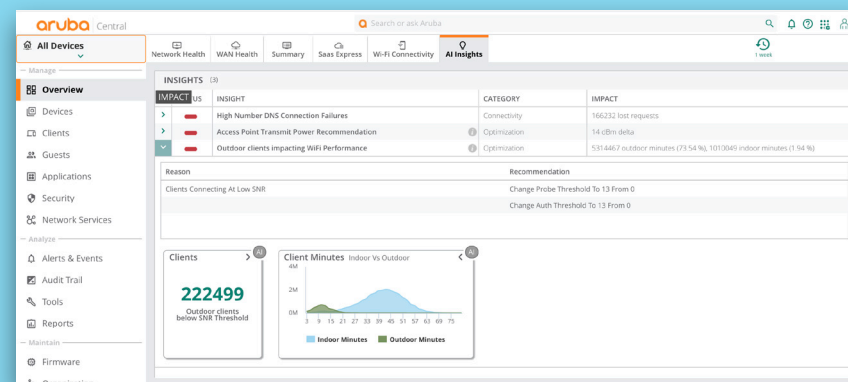 aruba Central
Search or ask Aruba
All Devices
Network Health
WAN Health
Summary
Saas Express
Wi-Fi Connectivity
AI Insights
1 week
Manage
Overview
Devices
Clients
Guests
Applications
Security
Network Services
Analyze
Alerts & Events
Audit Trail
Tools
Reports
Maintain
Firmware
INSIGHTS (3)
IMPACT US INSIGHT CATEGORY IMPACT
High Number DNS Connection Failures Connectivity 166232 lost requests
Access Point Transmit Power Recommendation Optimization 14 dBm delta
Outdoor clients impacting WiFi Performance Optimization 5314467 outdoor minutes (73.54 %), 1010049 indoor minutes (1.94 %)
Reason Recommendation
Clients Connecting At Low SNR Change Probe Threshold To 13 From 0
Change Auth Threshold To 13 From 0
Clients AI
222499
Outdoor clients
below SNR Threshold
Client Minutes Indoor Vs Outdoor AI
4M
2M
0M
3 9 15 21 27 33 39 45 51 57 63 69 75
Indoor Minutes Outdoor Minutes